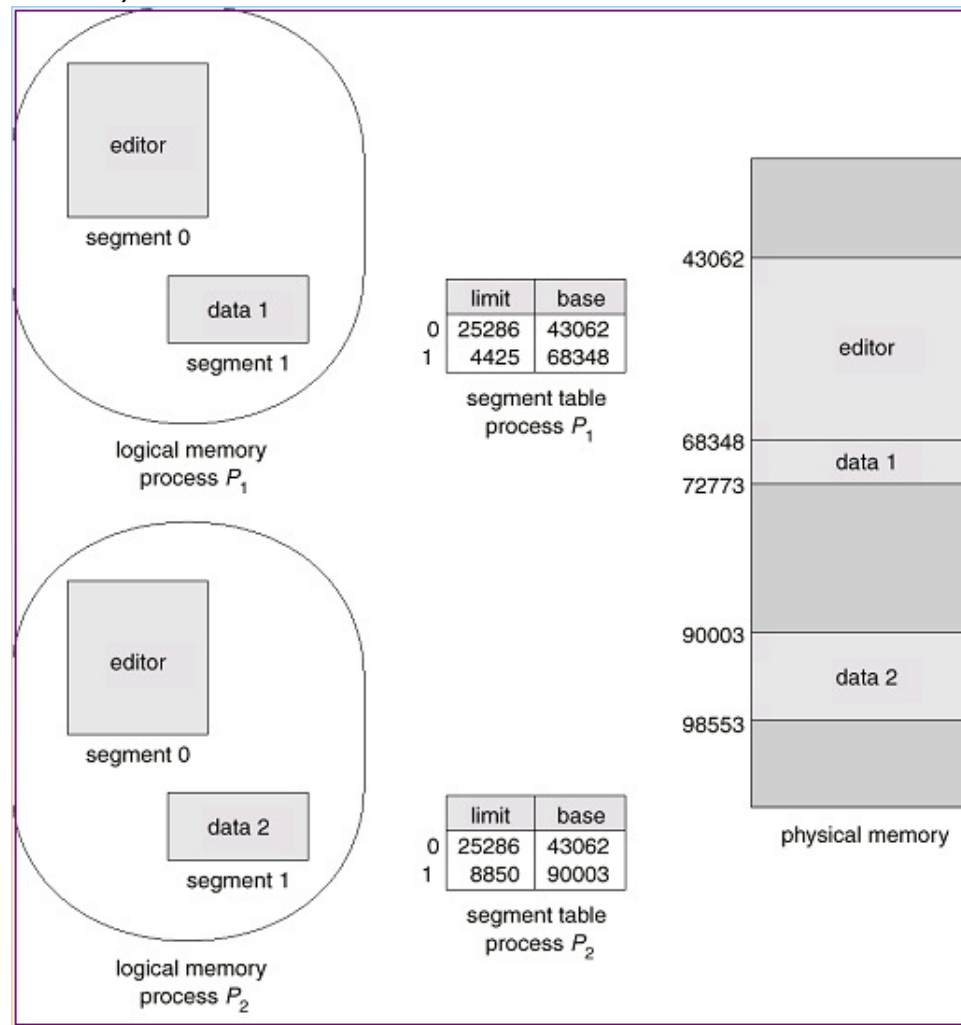 editor
segment 0
data 1
segment 1
logical memory
process P1
limit base
0 25286 43062
1 4425 68348
segment table
process P1
editor
segment 0
data 2
segment 1
logical memory
process P2
limit base
0 25286 43062
1 8850 90003
segment table
process P2
43062
editor
68348
data 1
72773
90003
data 2
98553
physical memory